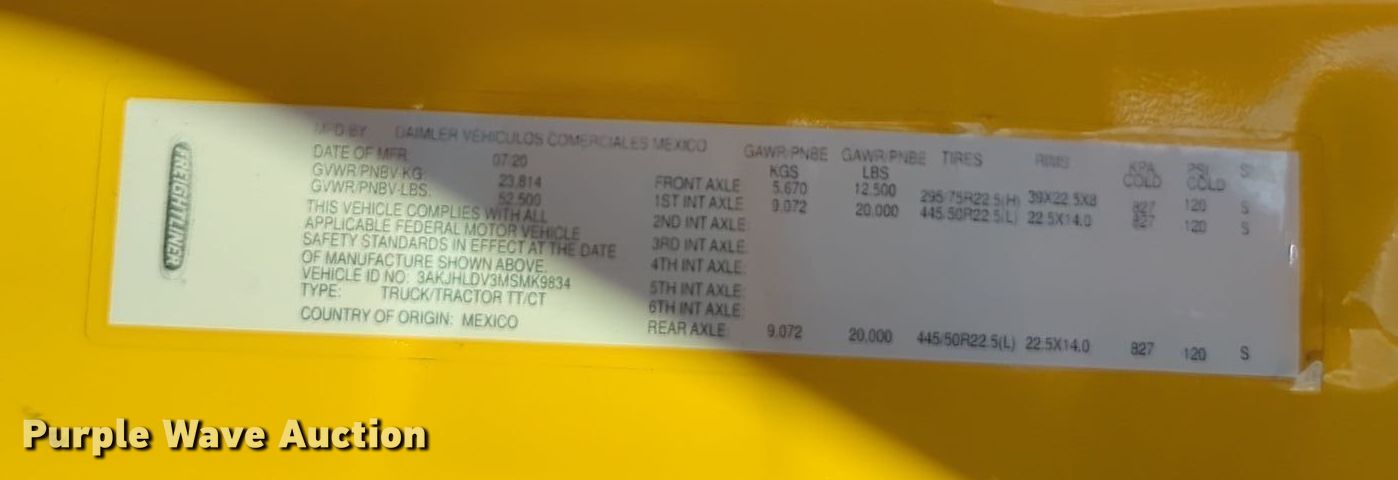 FREIGHTLINER
MFD BY DAIMLER VEHICULOS COMERCIALES MEXICO
DATE OF MFR 07/20
GVWR/PNBV-KG: 23.814
GVWR/PNBV-LBS. 52.500
THIS VEHICLE COMPLIES WITH ALL
APPLICABLE FEDERAL MOTOR VEHICLE
SAFETY STANDARDS IN EFFECT AT THE DATE
OF MANUFACTURE SHOWN ABOVE.
VEHICLE ID NO: 3AKJHLDV3MSMK9834
TYPE: TRUCK/TRACTOR TT/CT
COUNTRY OF ORIGIN: MEXICO
GAWR/PNBE KGS GAWR/PNBE LBS TIRES RIMS KPA COLD PSI COLD
FRONT AXLE 5.670 12.500 295/75R22.5(H) 39X22.5X8 827 120 S
1ST INT AXLE: 9.072 20.000 445/50R22.5(L) 22.5X14.0 827 120 S
2ND INT AXLE:
3RD INT AXLE:
4TH INT AXLE:
5TH INT AXLE:
6TH INT AXLE:
REAR AXLE: 9.072 20.000 445/50R22.5(L) 22.5X14.0 827 120 S
Purple Wave Auction